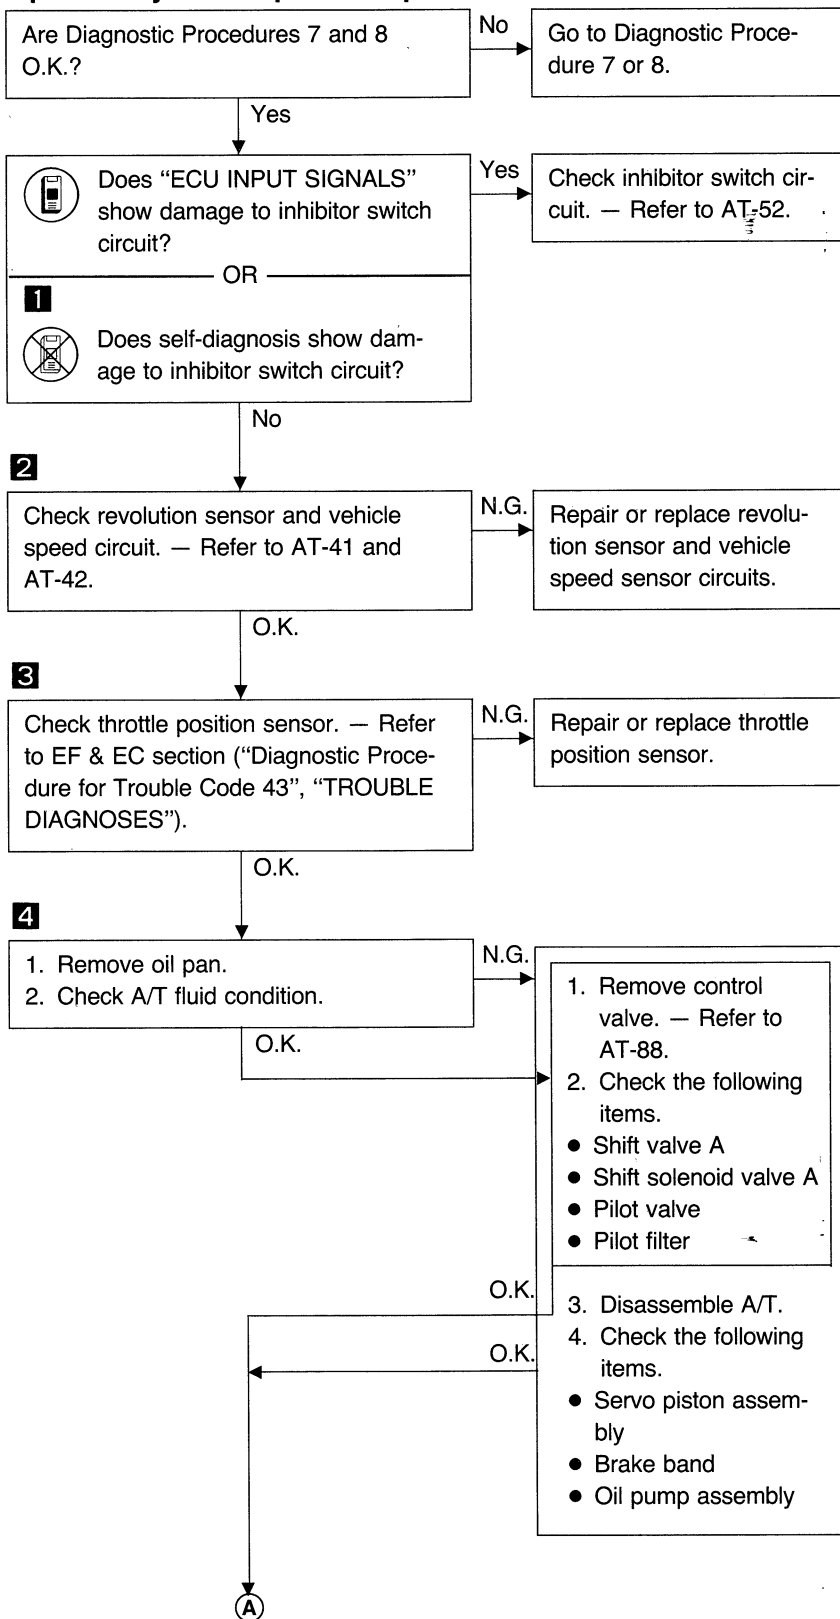 Are Diagnostic Procedures 7 and 8
O.K.?
No
Go to Diagnostic Proce-
dure 7 or 8.
Yes
Does “ECU INPUT SIGNALS”
show damage to inhibitor switch
circuit?
Yes
Check inhibitor switch cir-
cuit. — Refer to AT-52.
OR
1
Does self-diagnosis show dam-
age to inhibitor switch circuit?
No
2
Check revolution sensor and vehicle
speed circuit. — Refer to AT-41 and
AT-42.
N.G.
Repair or replace revolu-
tion sensor and vehicle
speed sensor circuits.
O.K.
3
Check throttle position sensor. — Refer
to EF & EC section (“Diagnostic Proce-
dure for Trouble Code 43”, “TROUBLE
DIAGNOSES”).
N.G.
Repair or replace throttle
position sensor.
O.K.
4
1. Remove oil pan.
2. Check A/T fluid condition.
N.G.
O.K.
1. Remove control
valve. — Refer to
AT-88.
2. Check the following
items.
● Shift valve A
● Shift solenoid valve A
● Pilot valve
● Pilot filter
O.K.
3. Disassemble A/T.
4. Check the following
items.
● Servo piston assem-
bly
● Brake band
● Oil pump assembly
O.K.
A